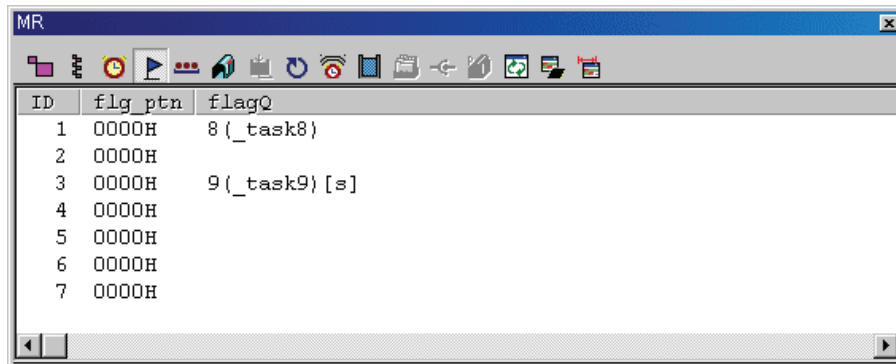 MR
ID flg_ptn flagQ
1 0000H 8(_task8)
2 0000H
3 0000H 9(_task9)[s]
4 0000H
5 0000H
6 0000H
7 0000H